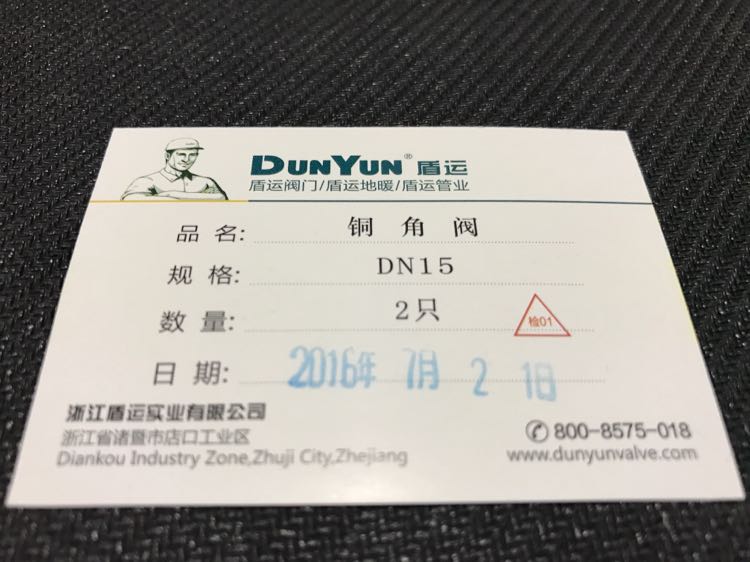 DUNYUN® 盾运
盾运阀门/盾运地暖/盾运管业
品 名: 铜 角 阀
规 格: DN15
数 量: 2只
检01
日 期: 2016年 7月 2 1日
浙江盾运实业有限公司
浙江省诸暨市店口工业区
800-8575-018
Diankou Industry Zone,Zhuji City,Zhejiang
www.dunyunvalve.com